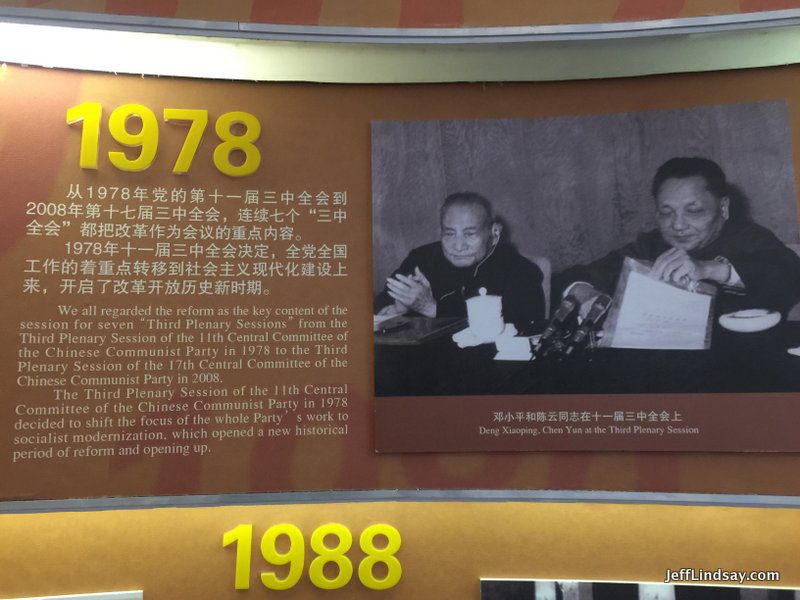 1978
从1978年党的第十一届三中全会到
2008年第十七届三中全会，连续七个“三中
全会”都把改革作为会议的重点内容。
1978年十一届三中全会决定，全党全国
工作的着重点转移到社会主义现代化建设上
来，开启了改革开放历史新时期。
We all regarded the reform as the key content of the
session for seven "Third Plenary Sessions" from the
Third Plenary Session of the 11th Central Committee of
the Chinese Communist Party in 1978 to the Third
Plenary Session of the 17th Central Committee of the
Chinese Communist Party in 2008.
The Third Plenary Session of the 11th Central
Committee of the Chinese Communist Party in 1978
decided to shift the focus of the whole Party's work to
socialist modernization, which opened a new historical
period of reform and opening up.
邓小平和陈云同志在十一届三中全会上
Deng Xiaoping, Chen Yun at the Third Plenary Session
1988
JeffLindsay.com